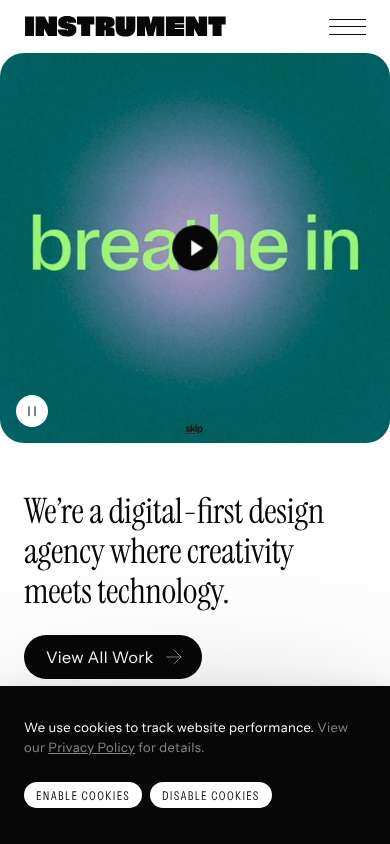 INSTRUMENT
breathe in
skip
We’re a digital-first design
agency where creativity
meets technology.
View All Work
We use cookies to track website performance. View
our Privacy Policy for details.
ENABLE COOKIES DISABLE COOKIES